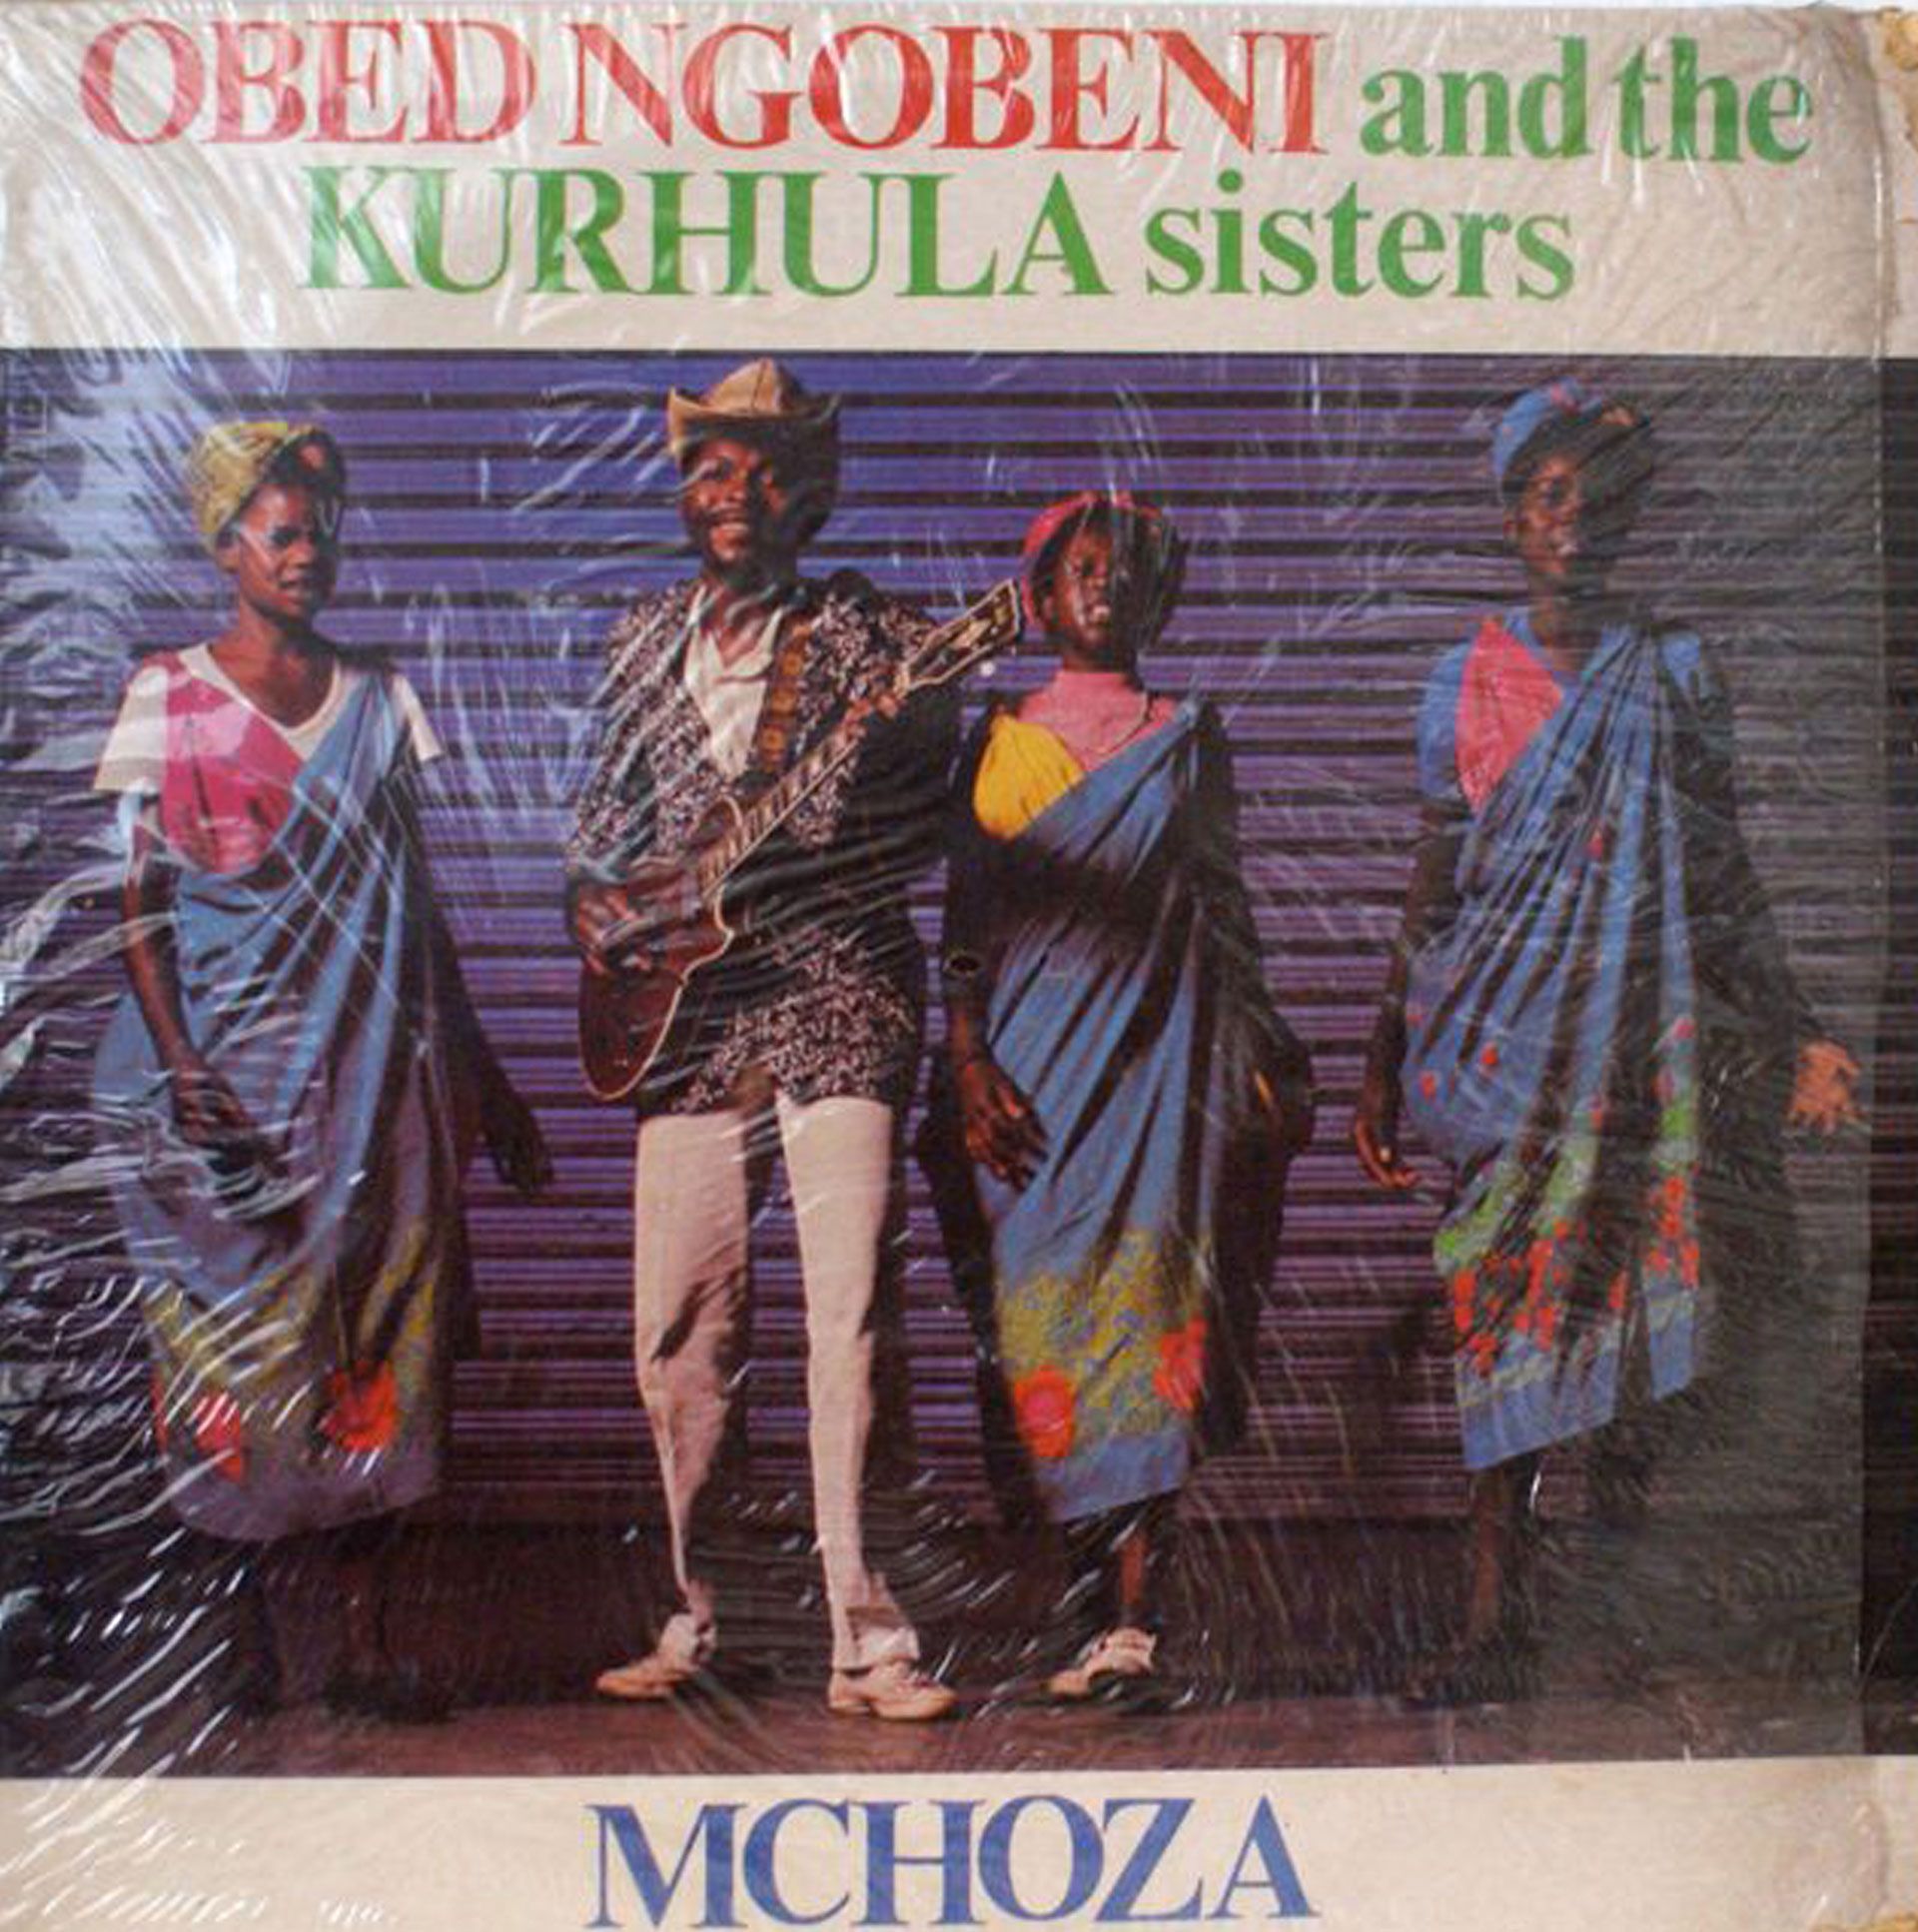 OBED NGOBENI and the
KURHULA sisters
MCHOZA